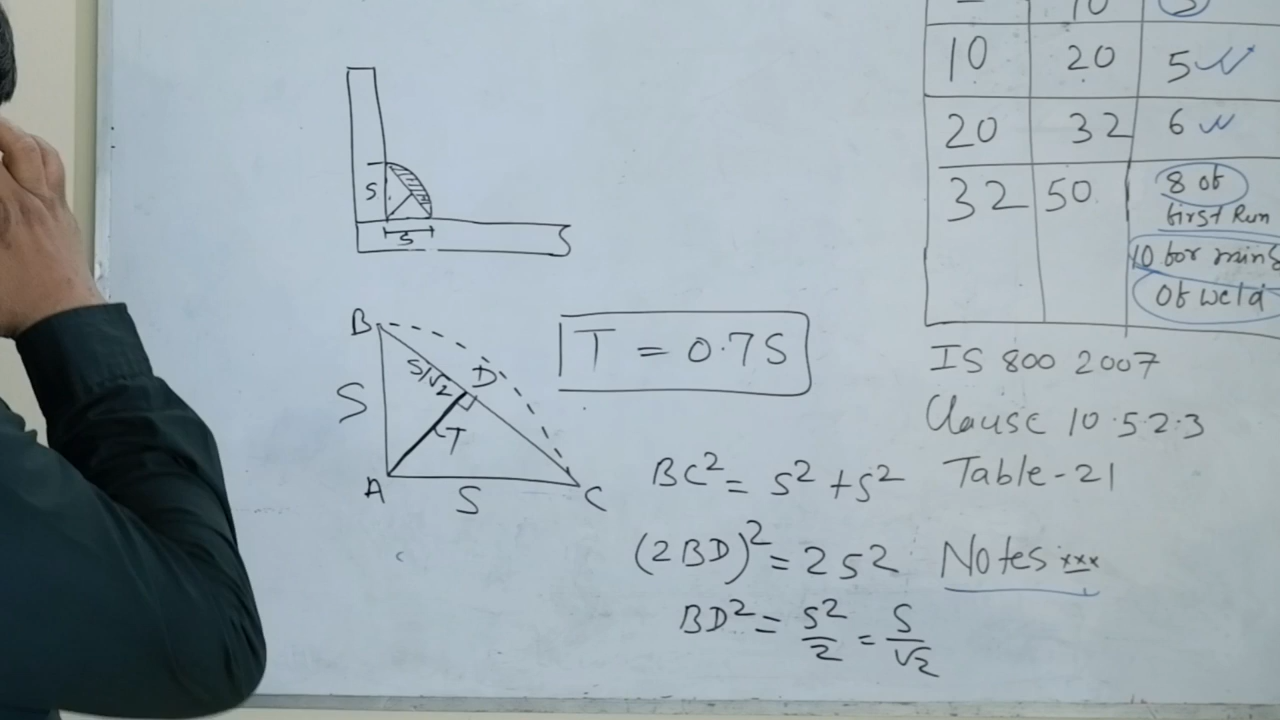 S
S
B
S/√2
D
S
T
A
S
C
T = 0.7S
BC² = S² + S²
(2BD)² = 2S²
BD² = S²/2 = S/√2
10 3
10 20 5
20 32 6
32 50 8 of
first Run
10 for
of weld
IS 800 2007
Clause 10.5.2.3
Table-21
Notes xxx